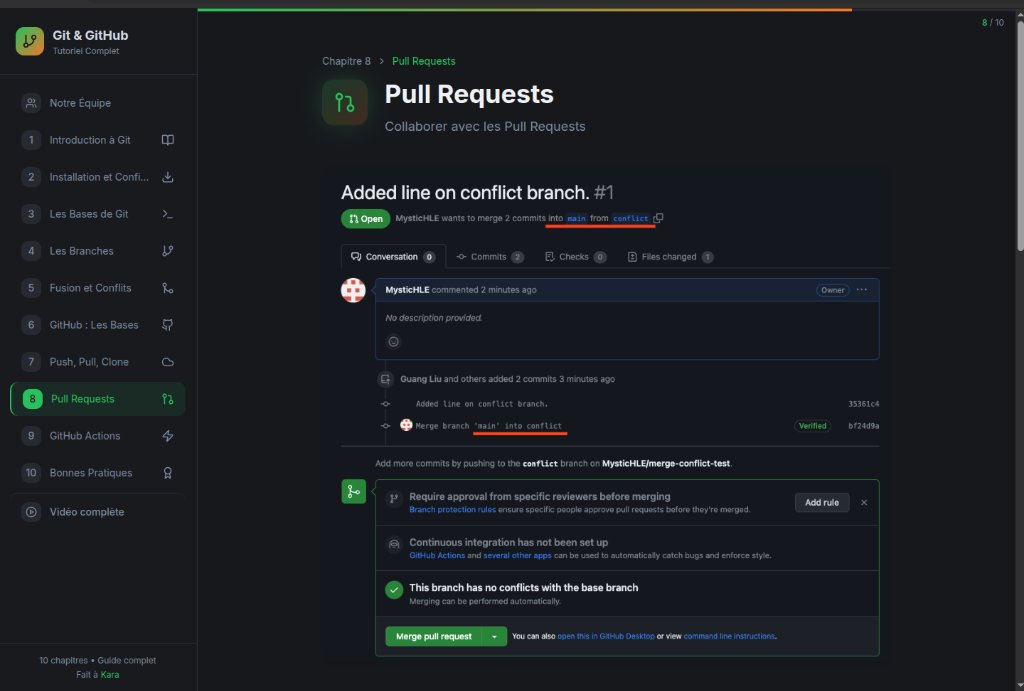 Git & GitHub
Tutoriel Complet
Notre Équipe
1 Introduction à Git
2 Installation et Confi...
3 Les Bases de Git
4 Les Branches
5 Fusion et Conflits
6 GitHub : Les Bases
7 Push, Pull, Clone
8 Pull Requests
9 GitHub Actions
10 Bonnes Pratiques
Vidéo complète
10 chapitres • Guide complet
Fait à Kara
8 / 10
Chapitre 8 > Pull Requests
Pull Requests
Collaborer avec les Pull Requests
Added line on conflict branch. #1
Open MysticHLE wants to merge 2 commits into main from conflict
Conversation 0 Commits 2 Checks 0 Files changed 1
MysticHLE commented 2 minutes ago Owner ...
No description provided.
Guang Liu and others added 2 commits 3 minutes ago
Added line on conflict branch. 35361c4
Merge branch 'main' into conflict Verified bf24d9a
Add more commits by pushing to the conflict branch on MysticHLE/merge-conflict-test.
Require approval from specific reviewers before merging
Branch protection rules ensure specific people approve pull requests before they're merged.
Add rule
Continuous integration has not been set up
GitHub Actions and several other apps can be used to automatically catch bugs and enforce style.
This branch has no conflicts with the base branch
Merging can be performed automatically.
Merge pull request You can also open this in GitHub Desktop or view command line instructions.